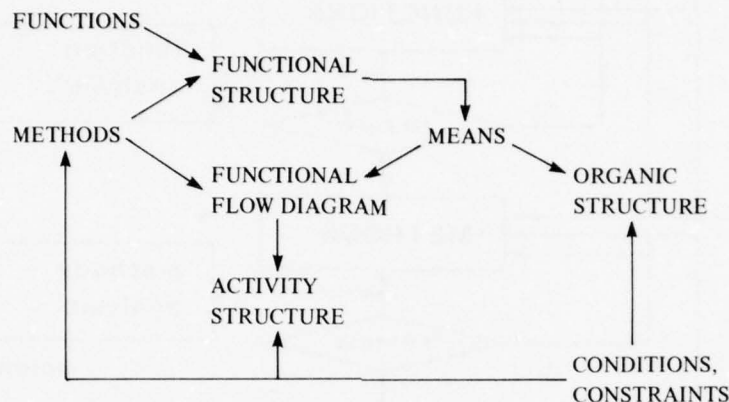 FUNCTIONS
FUNCTIONAL
STRUCTURE
METHODS
MEANS
FUNCTIONAL
FLOW DIAGRAM
ORGANIC
STRUCTURE
ACTIVITY
STRUCTURE
CONDITIONS,
CONSTRAINTS